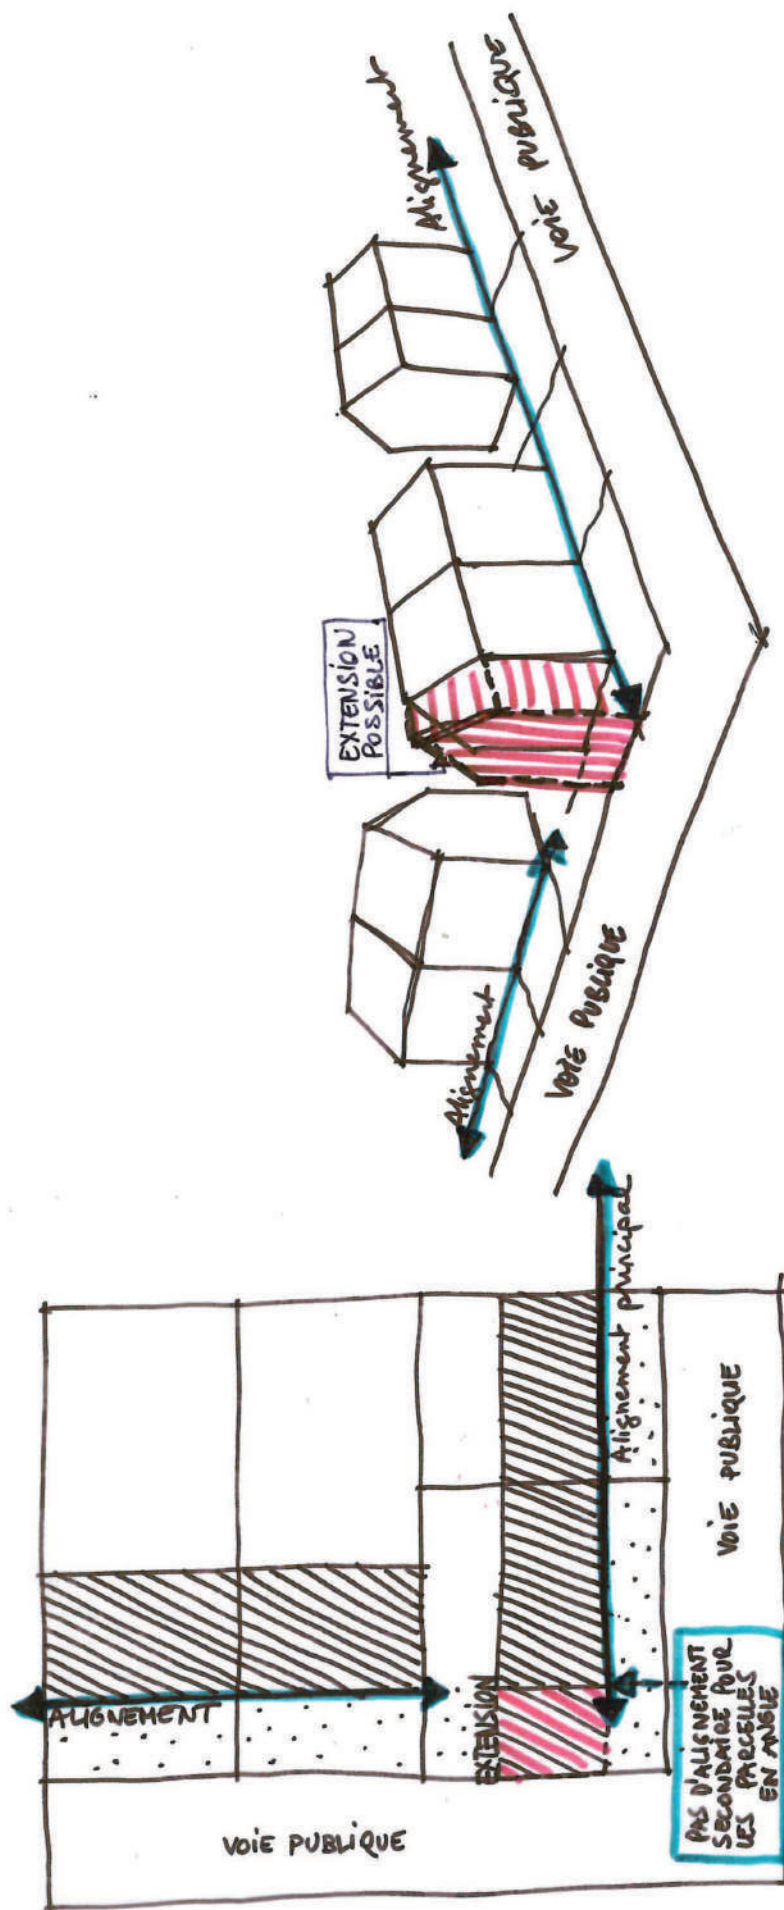 ALIGNEMENT
VOIE PUBLIQUE
EXTENSION
Alignement principal
VOIE PUBLIQUE
PAS D'ALIGNEMENT
SECONDAIRE POUR
LES PARCELLES
EN ANGLE
EXTENSION
POSSIBLE
Alignement
VOIE PUBLIQUE
Alignement
VOIE PUBLIQUE